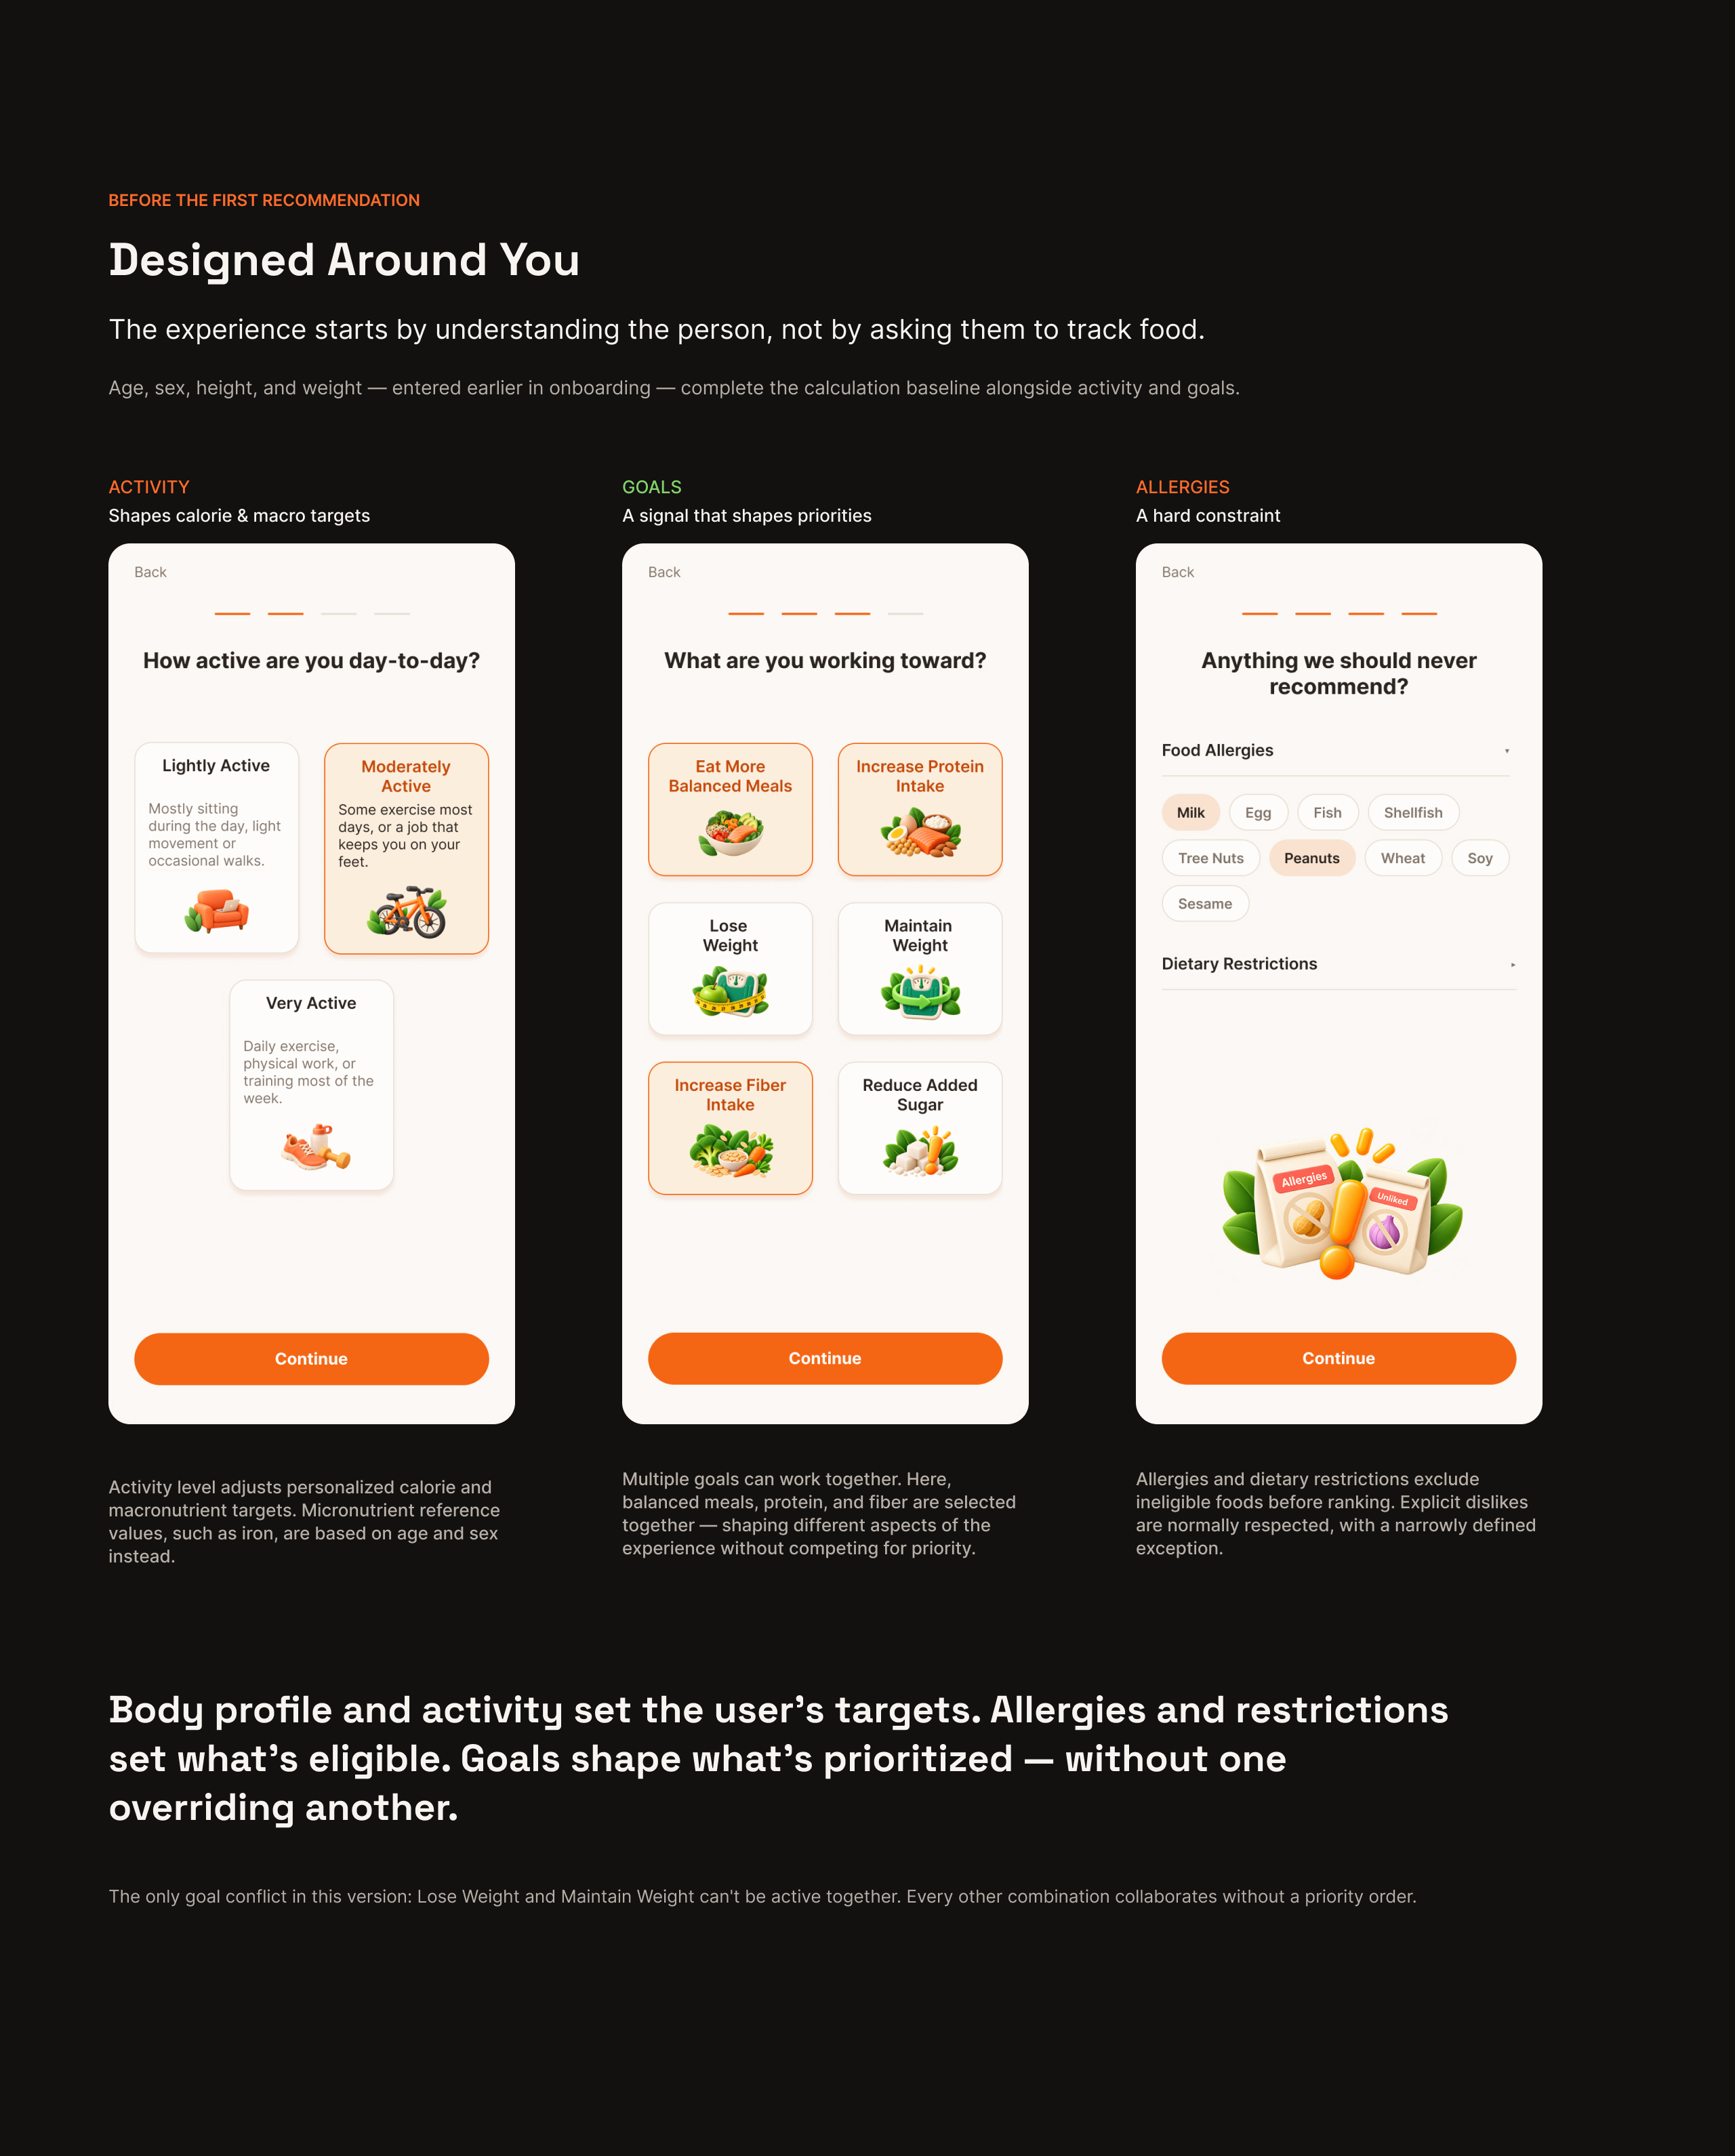 BEFORE THE FIRST RECOMMENDATION
Designed Around You
The experience starts by understanding the person, not by asking them to track food.
Age, sex, height, and weight — entered earlier in onboarding — complete the calculation baseline alongside activity and goals.
ACTIVITY
Shapes calorie & macro targets
Back
How active are you day-to-day?
Lightly Active
Mostly sitting
during the day, light
movement or
occasional walks.
Moderately
Active
Some exercise most
days, or a job that
keeps you on your
feet.
Very Active
Daily exercise,
physical work, or
training most of the
week.
Continue
Activity level adjusts personalized calorie and
macronutrient targets. Micronutrient reference
values, such as iron, are based on age and sex
instead.
GOALS
A signal that shapes priorities
Back
What are you working toward?
Eat More
Balanced Meals
Increase Protein
Intake
Lose
Weight
Maintain
Weight
Increase Fiber
Intake
Reduce Added
Sugar
Continue
Multiple goals can work together. Here,
balanced meals, protein, and fiber are selected
together — shaping different aspects of the
experience without competing for priority.
ALLERGIES
A hard constraint
Back
Anything we should never
recommend?
Food Allergies
Milk
Egg
Fish
Shellfish
Tree Nuts
Peanuts
Wheat
Soy
Sesame
Dietary Restrictions
Allergies
Unliked
Continue
Allergies and dietary restrictions exclude
ineligible foods before ranking. Explicit dislikes
are normally respected, with a narrowly defined
exception.
Body profile and activity set the user’s targets. Allergies and restrictions
set what’s eligible. Goals shape what’s prioritized — without one
overriding another.
The only goal conflict in this version: Lose Weight and Maintain Weight can't be active together. Every other combination collaborates without a priority order.